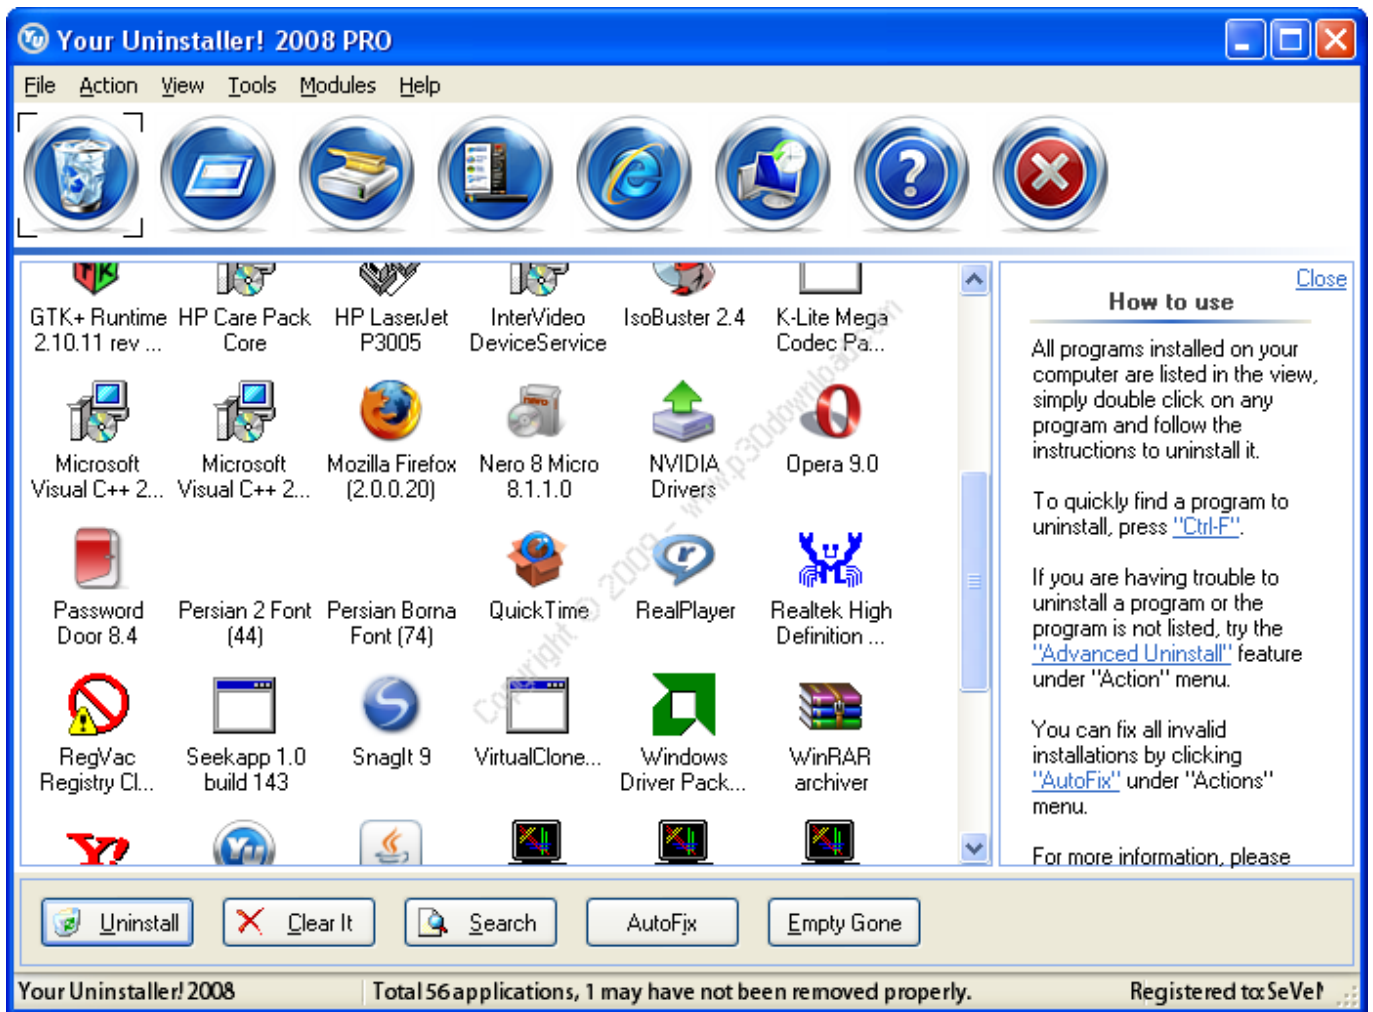 Your Uninstaller! 2008 PRO
File Action View Tools Modules Help
Close
How to use
All programs installed on your
computer are listed in the view,
simply double click on any
program and follow the
instructions to uninstall it.
To quickly find a program to
uninstall, press "Ctrl-F".
If you are having trouble to
uninstall a program or the
program is not listed, try the
"Advanced Uninstall" feature
under "Action" menu.
You can fix all invalid
installations by clicking
"AutoFix" under "Actions"
menu.
For more information, please
GTK+ Runtime
2.10.11 rev ...
HP Care Pack
Core
HP LaserJet
P3005
InterVideo
DeviceService
IsoBuster 2.4
K-Lite Mega
Codec Pa...
Microsoft
Visual C++ 2...
Microsoft
Visual C++ 2...
Mozilla Firefox
(2.0.0.20)
Nero 8 Micro
8.1.1.0
NVIDIA
Drivers
Opera 9.0
Password
Door 8.4
Persian 2 Font
(44)
Persian Borna
Font (74)
QuickTime
RealPlayer
Realtek High
Definition ...
RegVac
Registry Cl...
Seekapp 1.0
build 143
SnagIt 9
VirtualClone...
Windows
Driver Pack...
WinRAR
archiver
Copyright © 2009 - www.p30download.com
Uninstall
Clear It
Search
AutoFix
Empty Gone
Your Uninstaller! 2008
Total 56 applications, 1 may have not been removed properly.
Registered to: